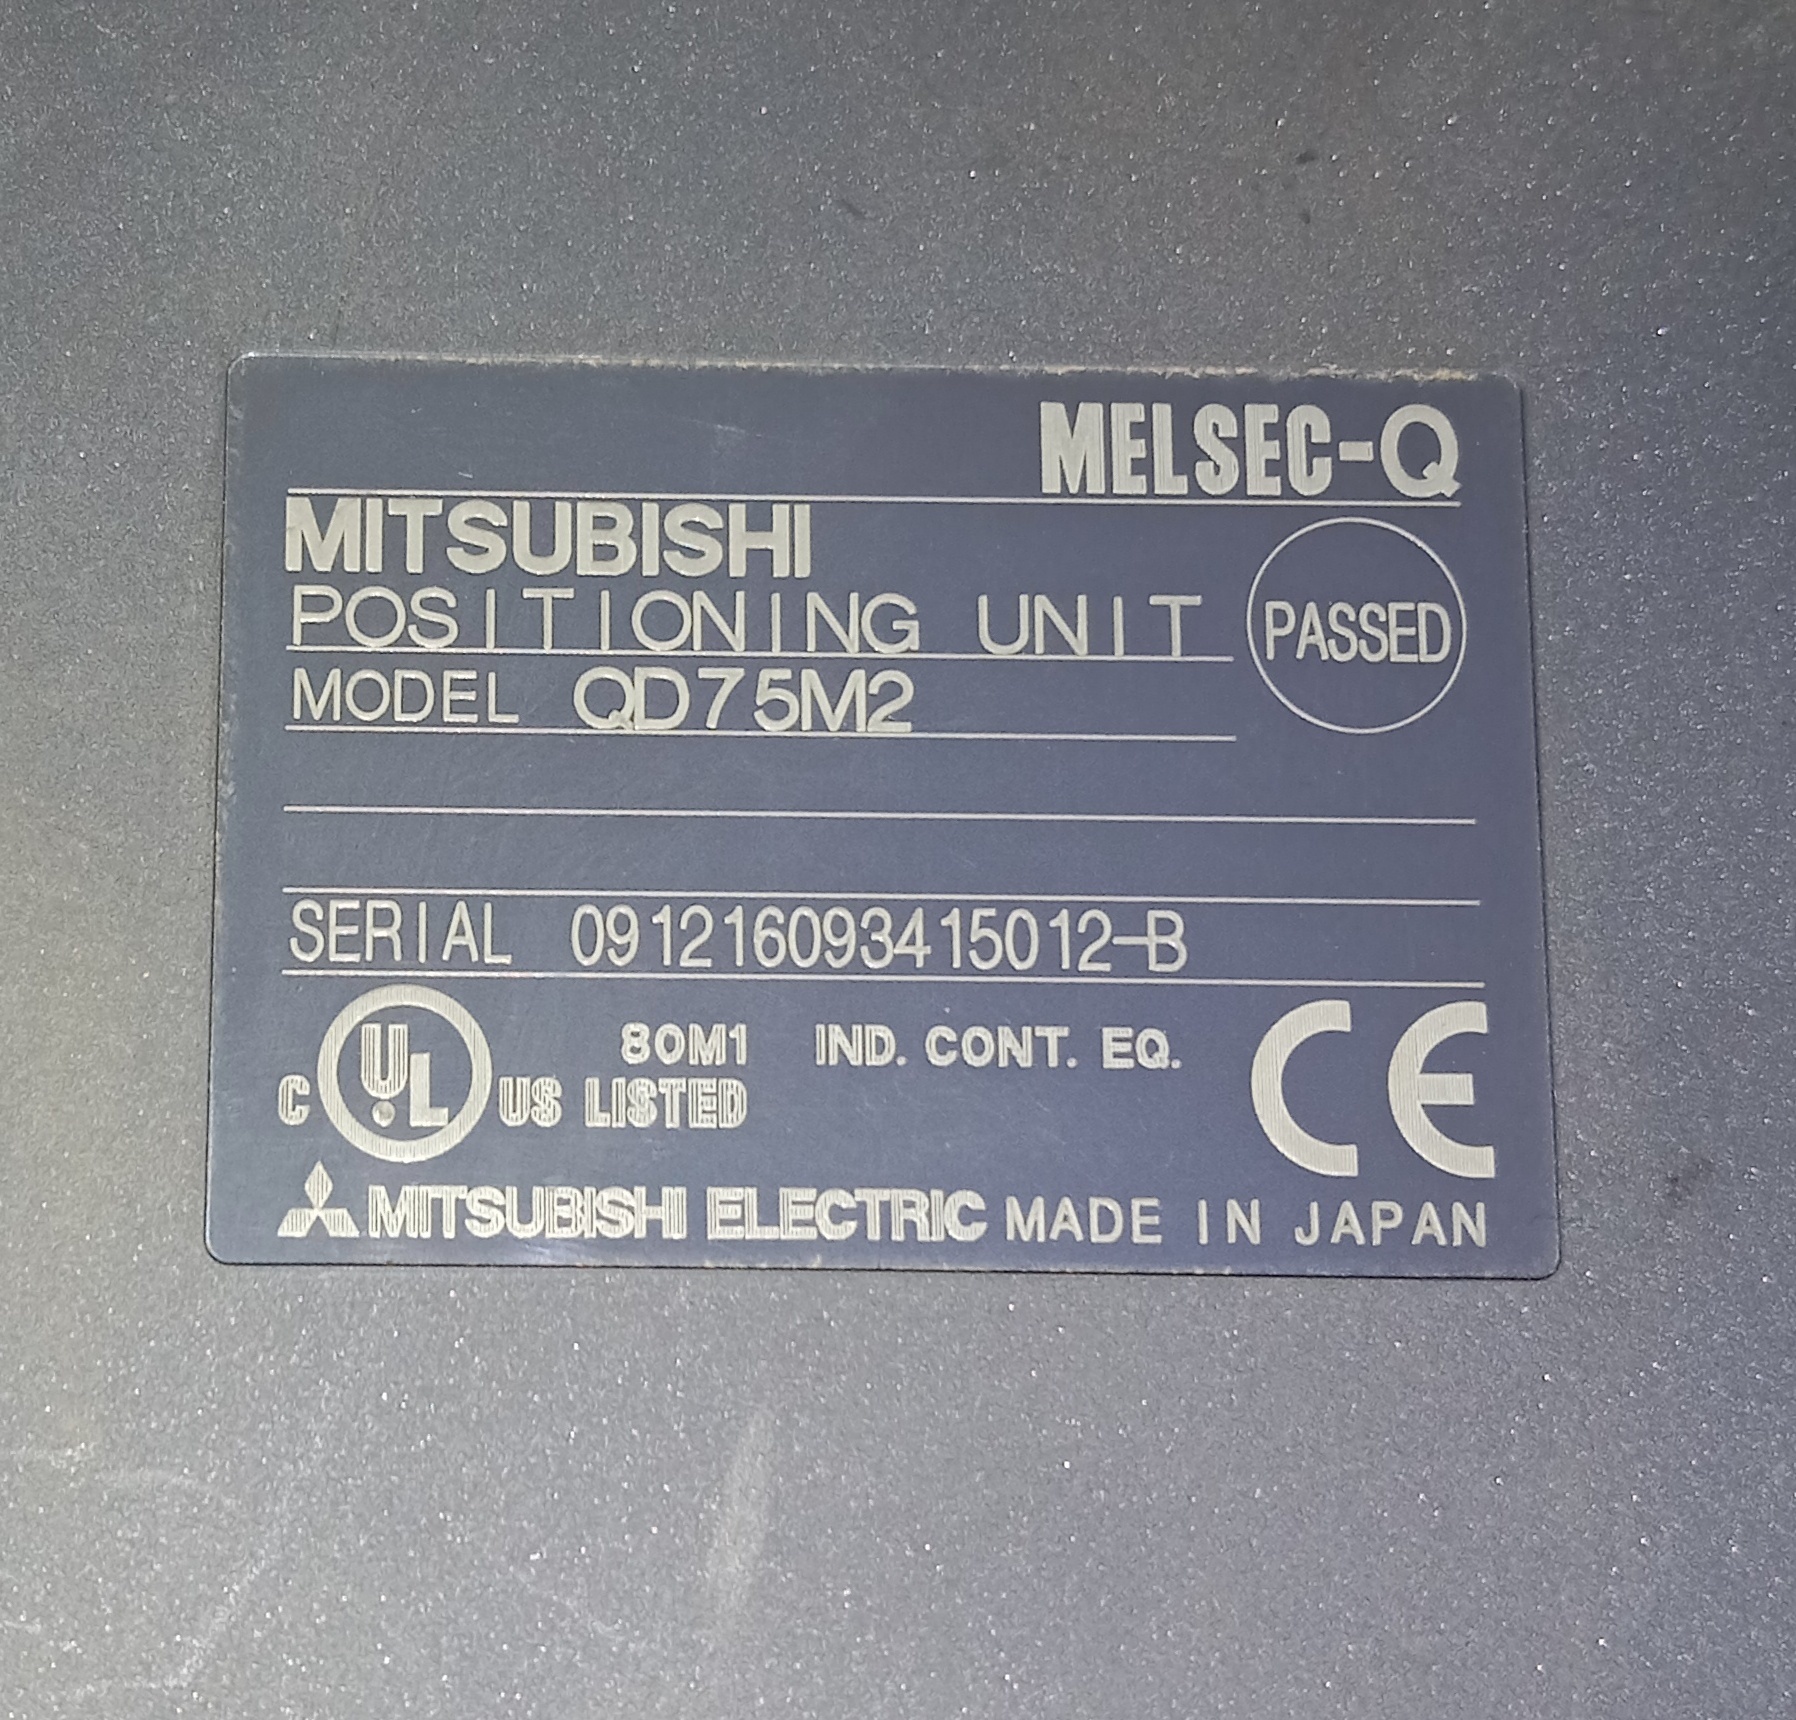 MELSEC-Q
MITSUBISHI
POSITIONING UNIT
PASSED
MODEL QD75M2
SERIAL 091216093415012-B
C UL US LISTED
80M1 IND. CONT. EQ.
CE
MITSUBISHI ELECTRIC MADE IN JAPAN